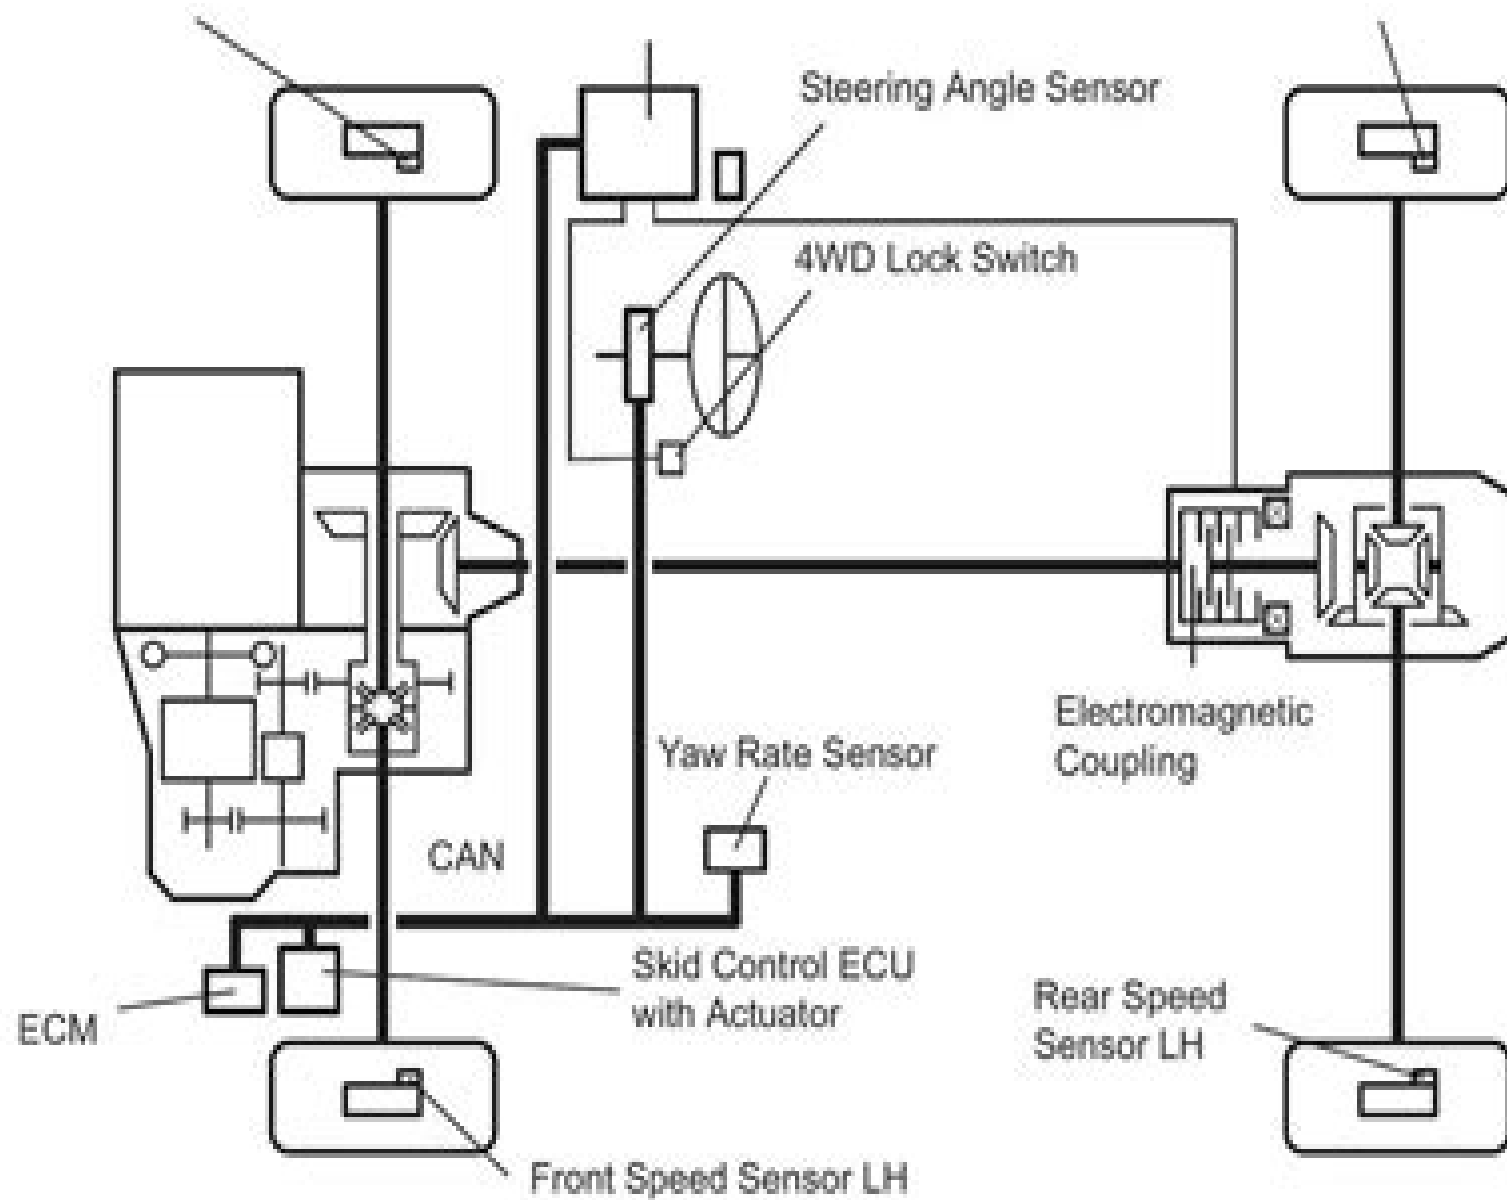 Steering Angle Sensor
4WD Lock Switch
Electromagnetic
Coupling
Yaw Rate Sensor
CAN
Skid Control ECU
with Actuator
ECM
Rear Speed
Sensor LH
Front Speed Sensor LH